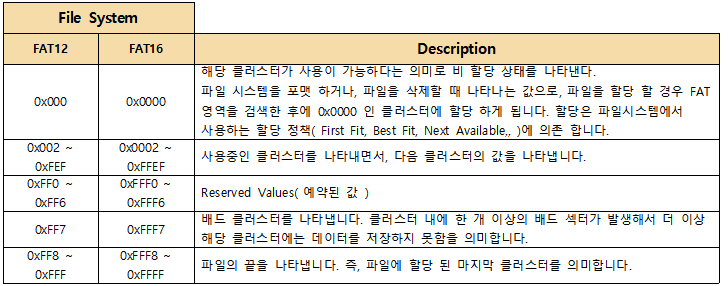 File System
FAT12 FAT16 Description
해당 클러스터가 사용이 가능하다는 의미로 비 할당 상태를 나타낸다.
파일 시스템을 포맷 하거나, 파일을 삭제할 때 나타나는 값으로, 파일을 할당 할 경우 FAT
0x000 0x0000 영역을 검색한 후에 0x0000 인 클러스터에 할당 하게 됩니다. 할당은 파일시스템에서
사용하는 할당 정책( First Fit, Best Fit, Next Available,, )에 의존 합니다.
0x002 ~ 0x0002 ~
0xFEF 0xFFEF 사용중인 클러스터를 나타내면서, 다음 클러스터의 값을 나타냅니다.
0xFF0 ~ 0xFFF0 ~
0xFF6 0xFFF6 Reserved Values( 예약된 값 )
0xFF7 0xFFF7 배드 클러스터를 나타냅니다. 클러스터 내에 한 개 이상의 배드 섹터가 발생해서 더 이상
해당 클러스터에는 데이터를 저장하지 못함을 의미합니다.
0xFF8 ~ 0xFFF8 ~
0xFFF 0xFFFF 파일의 끝을 나타냅니다. 즉, 파일에 할당 된 마지막 클러스터를 의미합니다.